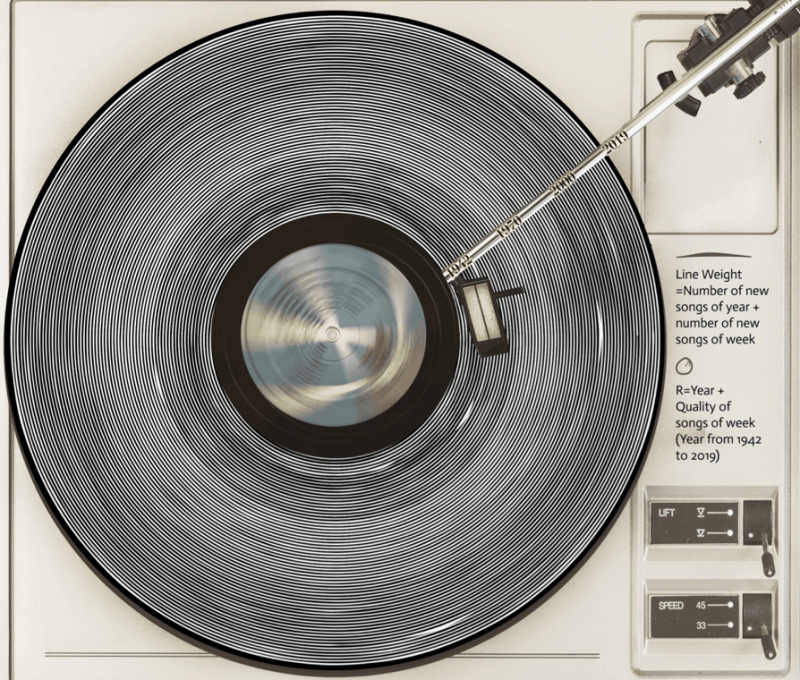 2019
2000
1942
Line Weight
=Number of new
songs of year +
number of new
songs of week
R=Year +
Quality of
songs of week
(Year from 1942
to 2019)
LIFT
SPEED 45
33